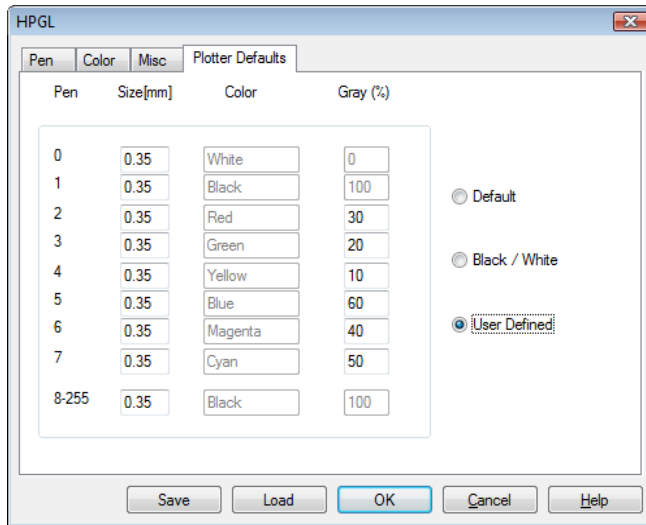 HPGL
Pen Color Misc Plotter Defaults
Pen Size[mm] Color Gray (%)
0 0.35 White 0
1 0.35 Black 100
2 0.35 Red 30
3 0.35 Green 20
4 0.35 Yellow 10
5 0.35 Blue 60
6 0.35 Magenta 40
7 0.35 Cyan 50
8-255 0.35 Black 100
Default
Black / White
User Defined
Save Load OK Cancel Help